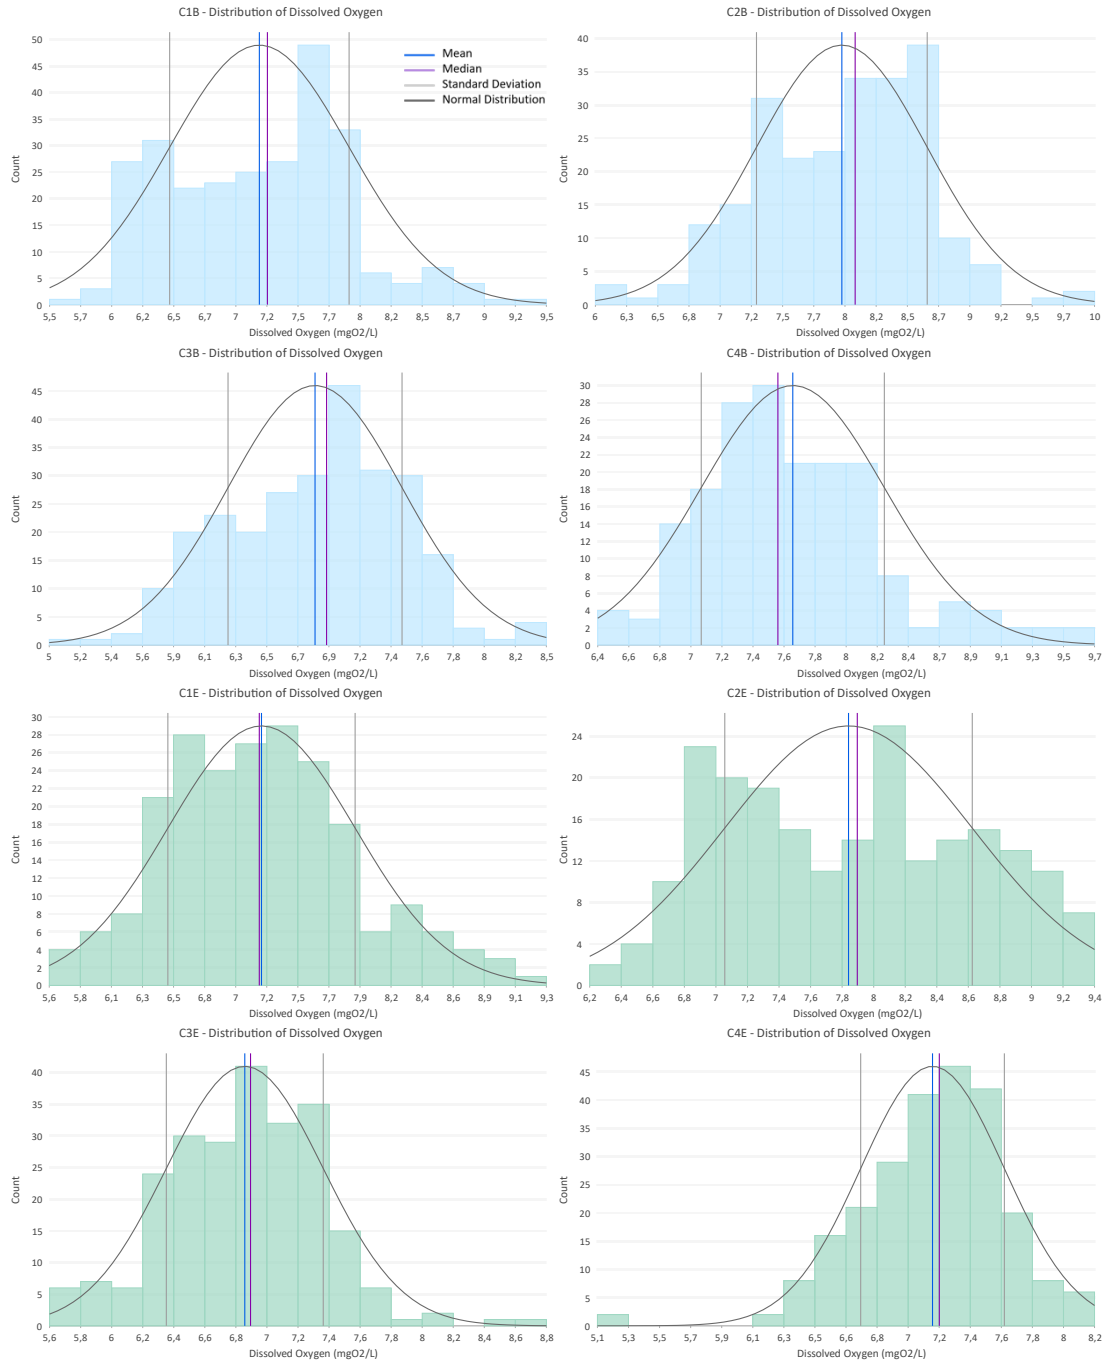 C1B - Distribution of Dissolved Oxygen
50
45
40
35
30
25
20
15
10
5
0
Count
5,5 5,7 6 6,2 6,5 6,7 7 7,2 7,5 7,7 8 8,2 8,5 8,7 9 9,2 9,5
Dissolved Oxygen (mgO2/L)
Mean
Median
Standard Deviation
Normal Distribution
C2B - Distribution of Dissolved Oxygen
40
35
30
25
20
15
10
5
0
Count
6 6,3 6,5 6,8 7 7,2 7,5 7,7 8 8,2 8,5 8,7 9 9,2 9,5 9,7 10
Dissolved Oxygen (mgO2/L)
C3B - Distribution of Dissolved Oxygen
45
40
35
30
25
20
15
10
5
0
Count
5 5,2 5,4 5,6 5,9 6,1 6,3 6,5 6,7 6,9 7,2 7,4 7,6 7,8 8 8,2 8,5
Dissolved Oxygen (mgO2/L)
C4B - Distribution of Dissolved Oxygen
30
28
26
24
22
20
18
16
14
12
10
8
6
4
2
0
Count
6,4 6,6 6,8 7 7,2 7,4 7,6 7,8 8 8,2 8,4 8,7 8,9 9,1 9,3 9,5 9,7
Dissolved Oxygen (mgO2/L)
C1E - Distribution of Dissolved Oxygen
30
28
26
24
22
20
18
16
14
12
10
8
6
4
2
0
Count
5,6 5,8 6,1 6,3 6,5 6,8 7 7,2 7,5 7,7 7,9 8,2 8,4 8,6 8,9 9,1 9,3
Dissolved Oxygen (mgO2/L)
C2E - Distribution of Dissolved Oxygen
24
20
16
12
8
4
0
Count
6,2 6,4 6,6 6,8 7 7,2 7,4 7,6 7,8 8 8,2 8,4 8,6 8,8 9 9,2 9,4
Dissolved Oxygen (mgO2/L)
C3E - Distribution of Dissolved Oxygen
40
35
30
25
20
15
10
5
0
Count
5,6 5,8 6 6,2 6,4 6,6 6,8 7 7,2 7,4 7,6 7,8 8 8,2 8,4 8,6 8,8
Dissolved Oxygen (mgO2/L)
C4E - Distribution of Dissolved Oxygen
45
40
35
30
25
20
15
10
5
0
Count
5,1 5,3 5,5 5,7 5,9 6,1 6,3 6,5 6,6 6,8 7 7,2 7,4 7,6 7,8 8 8,2
Dissolved Oxygen (mgO2/L)